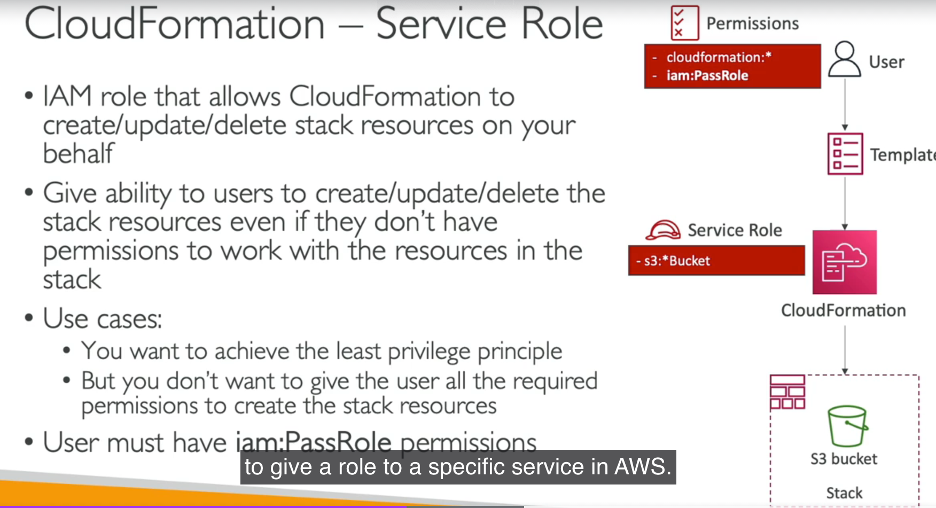 CloudFormation – Service Role
• IAM role that allows CloudFormation to
create/update/delete stack resources on your
behalf
• Give ability to users to create/update/delete the
stack resources even if they don't have
permissions to work with the resources in the
stack
• Use cases:
• You want to achieve the least privilege principle
• But you don't want to give the user all the required
permissions to create the stack resources
• User must have iam:PassRole permissions
to give a role to a specific service in AWS.
Permissions
- cloudformation:*
- iam:PassRole
User
Template
Service Role
- s3:*Bucket
CloudFormation
S3 bucket
Stack